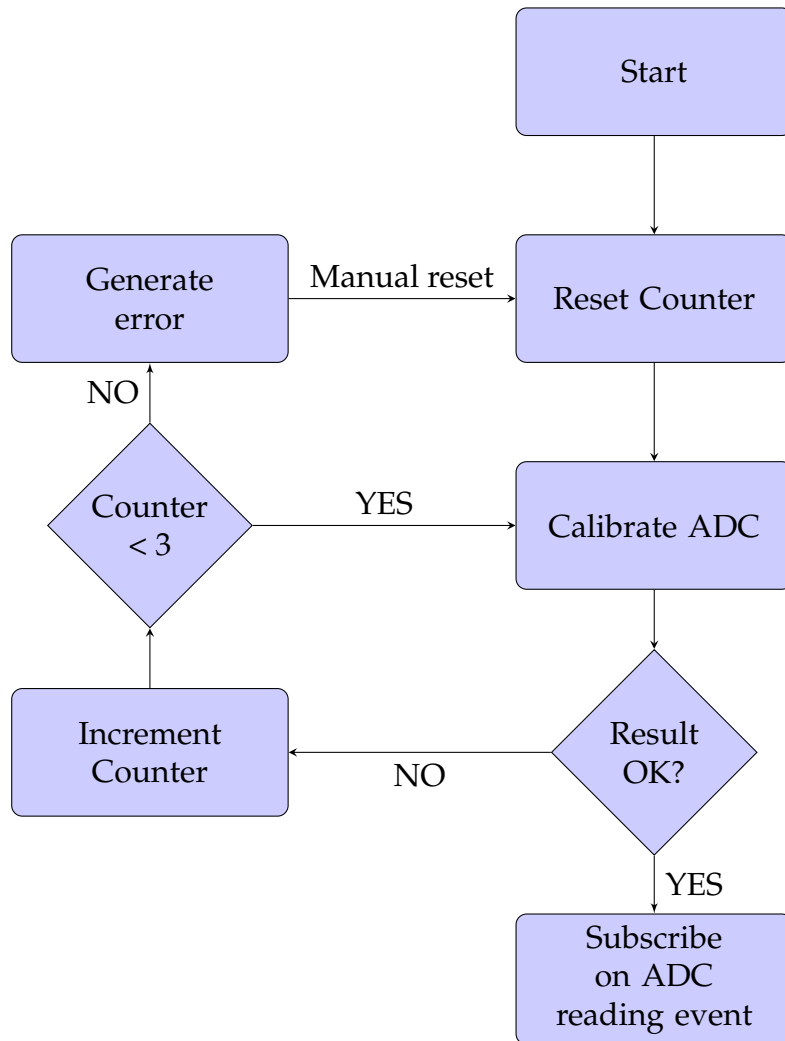 Start
Generate
error
Manual reset
Reset Counter
NO
Counter
< 3
YES
Calibrate ADC
Increment
Counter
NO
Result
OK?
YES
Subscribe
on ADC
reading event